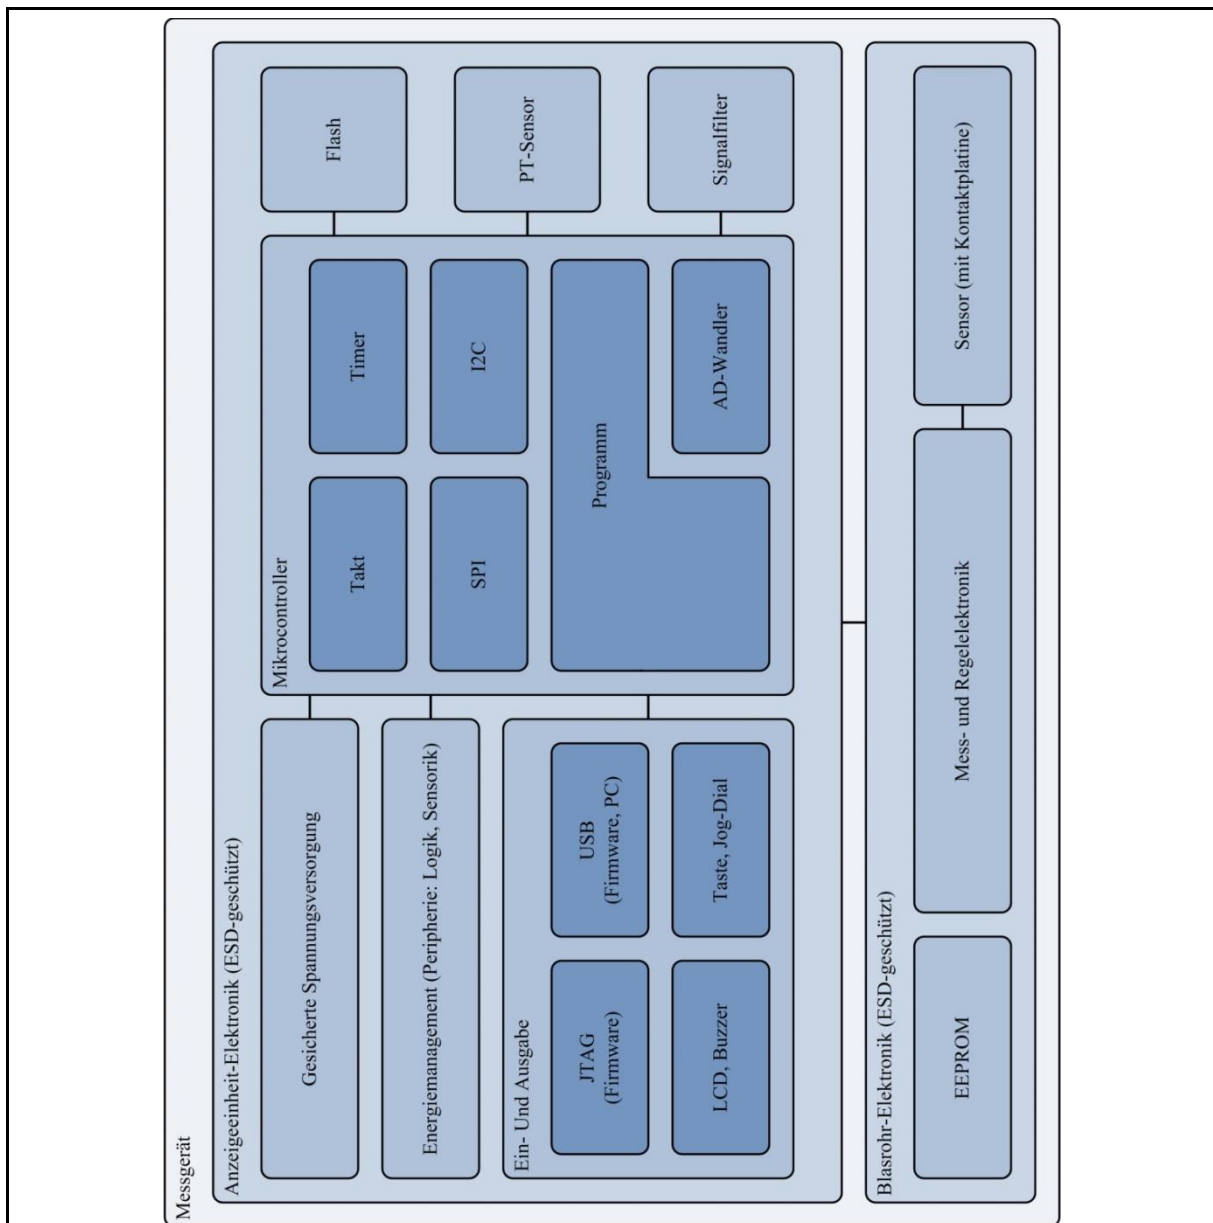 Messgerät
Anzeigeeinheit-Elektronik (ESD-geschützt)
Gesicherte Spannungsversorgung
Energiemanagement (Peripherie: Logik, Sensorik)
Ein- Und Ausgabe
JTAG
(Firmware)
USB
(Firmware, PC)
LCD, Buzzer
Taste, Jog-Dial
Mikrocontroller
Takt
Timer
SPI
I2C
Programm
AD-Wandler
Flash
PT-Sensor
Signalfilter
Blasrohr-Elektronik (ESD-geschützt)
EEPROM
Mess- und Regelelektronik
Sensor (mit Kontaktplatine)